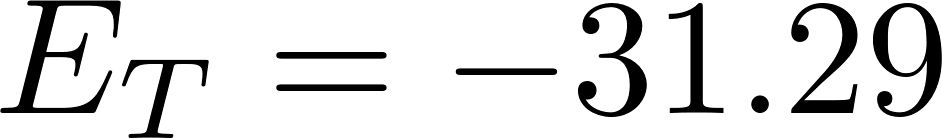 E_T = −31.29